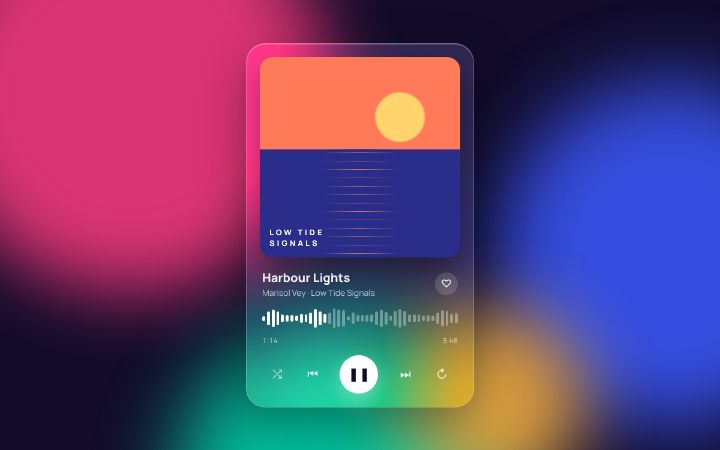 LOW TIDE
SIGNALS
Harbour Lights
Marisol Vey · Low Tide Signals
1:14
3:48